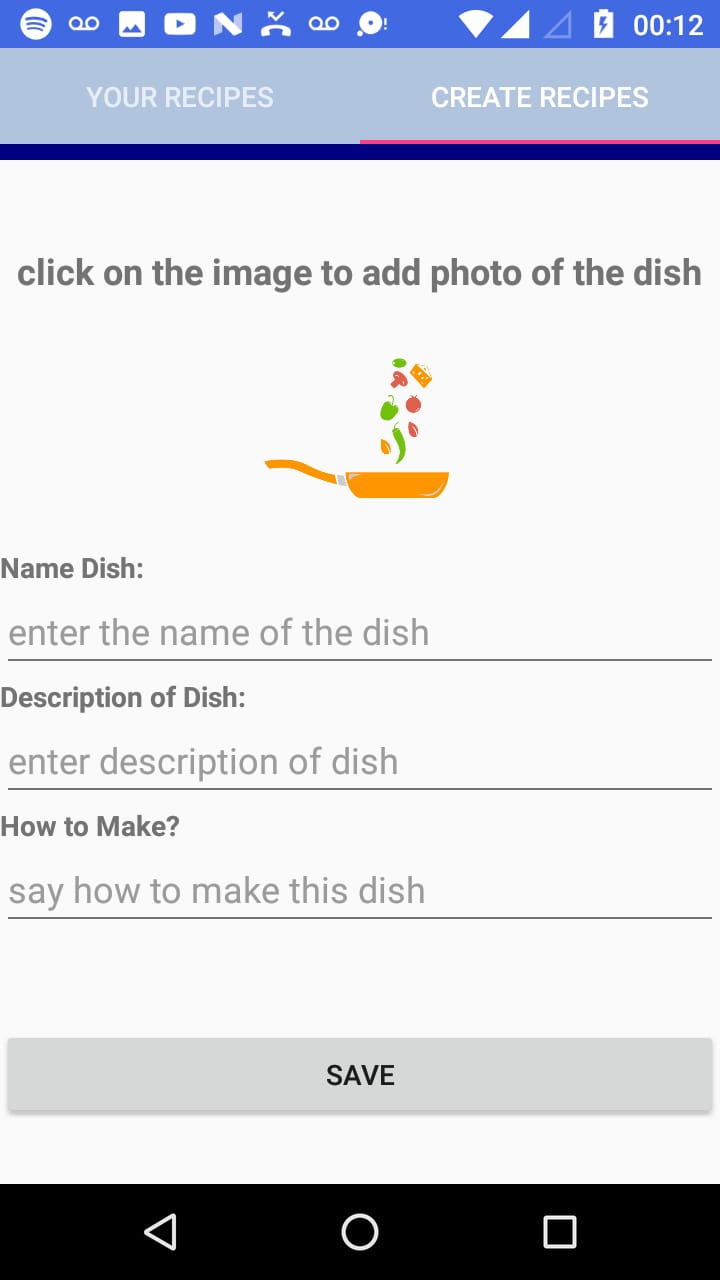 00:12
YOUR RECIPES
CREATE RECIPES
click on the image to add photo of the dish
Name Dish:
enter the name of the dish
Description of Dish:
enter description of dish
How to Make?
say how to make this dish
SAVE